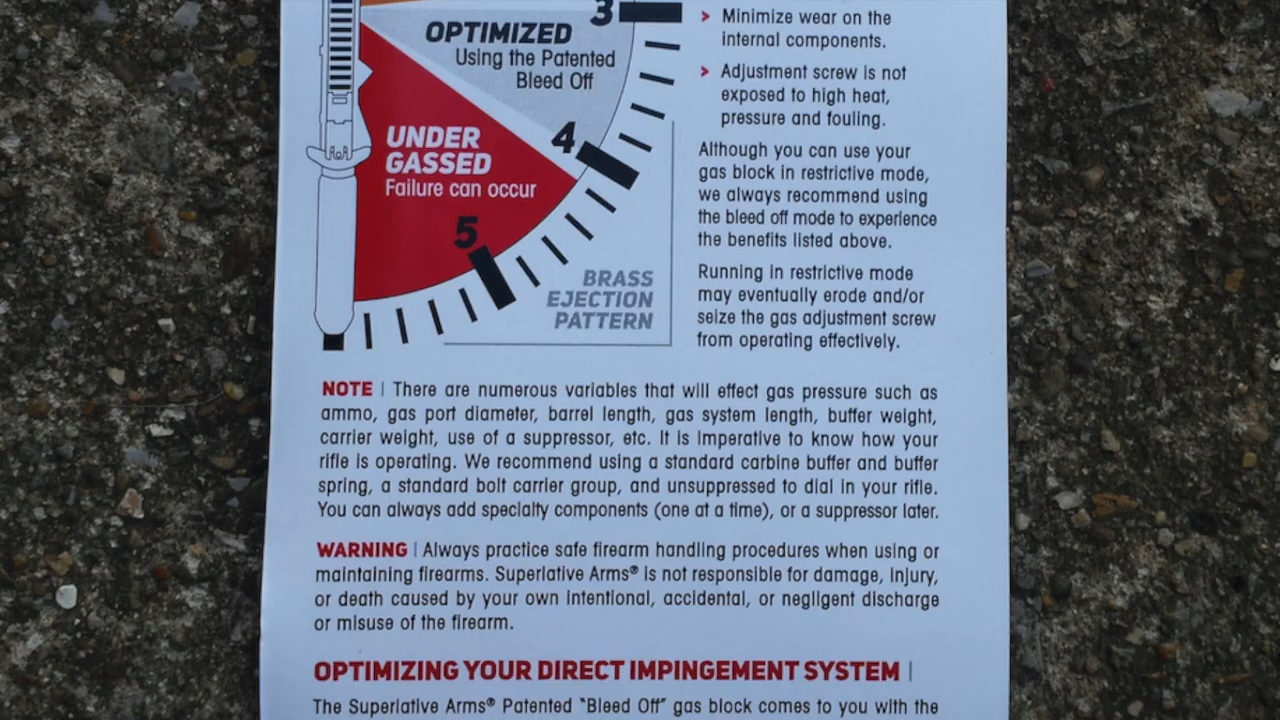 3
OPTIMIZED
Using the Patented
Bleed Off
4
UNDER
GASSED
Failure can occur
5
BRASS
EJECTION
PATTERN
> Minimize wear on the
internal components.
> Adjustment screw is not
exposed to high heat,
pressure and fouling.
Although you can use your
gas block in restrictive mode,
we always recommend using
the bleed off mode to experience
the benefits listed above.
Running in restrictive mode
may eventually erode and/or
seize the gas adjustment screw
from operating effectively.
NOTE | There are numerous variables that will effect gas pressure such as
ammo, gas port diameter, barrel length, gas system length, buffer weight,
carrier weight, use of a suppressor, etc. It is imperative to know how your
rifle is operating. We recommend using a standard carbine buffer and buffer
spring, a standard bolt carrier group, and unsuppressed to dial in your rifle.
You can always add specialty components (one at a time), or a suppressor later.
WARNING | Always practice safe firearm handling procedures when using or
maintaining firearms. Superlative Arms® is not responsible for damage, injury,
or death caused by your own intentional, accidental, or negligent discharge
or misuse of the firearm.
OPTIMIZING YOUR DIRECT IMPINGEMENT SYSTEM |
The Superlative Arms® Patented "Bleed Off" gas block comes to you with the